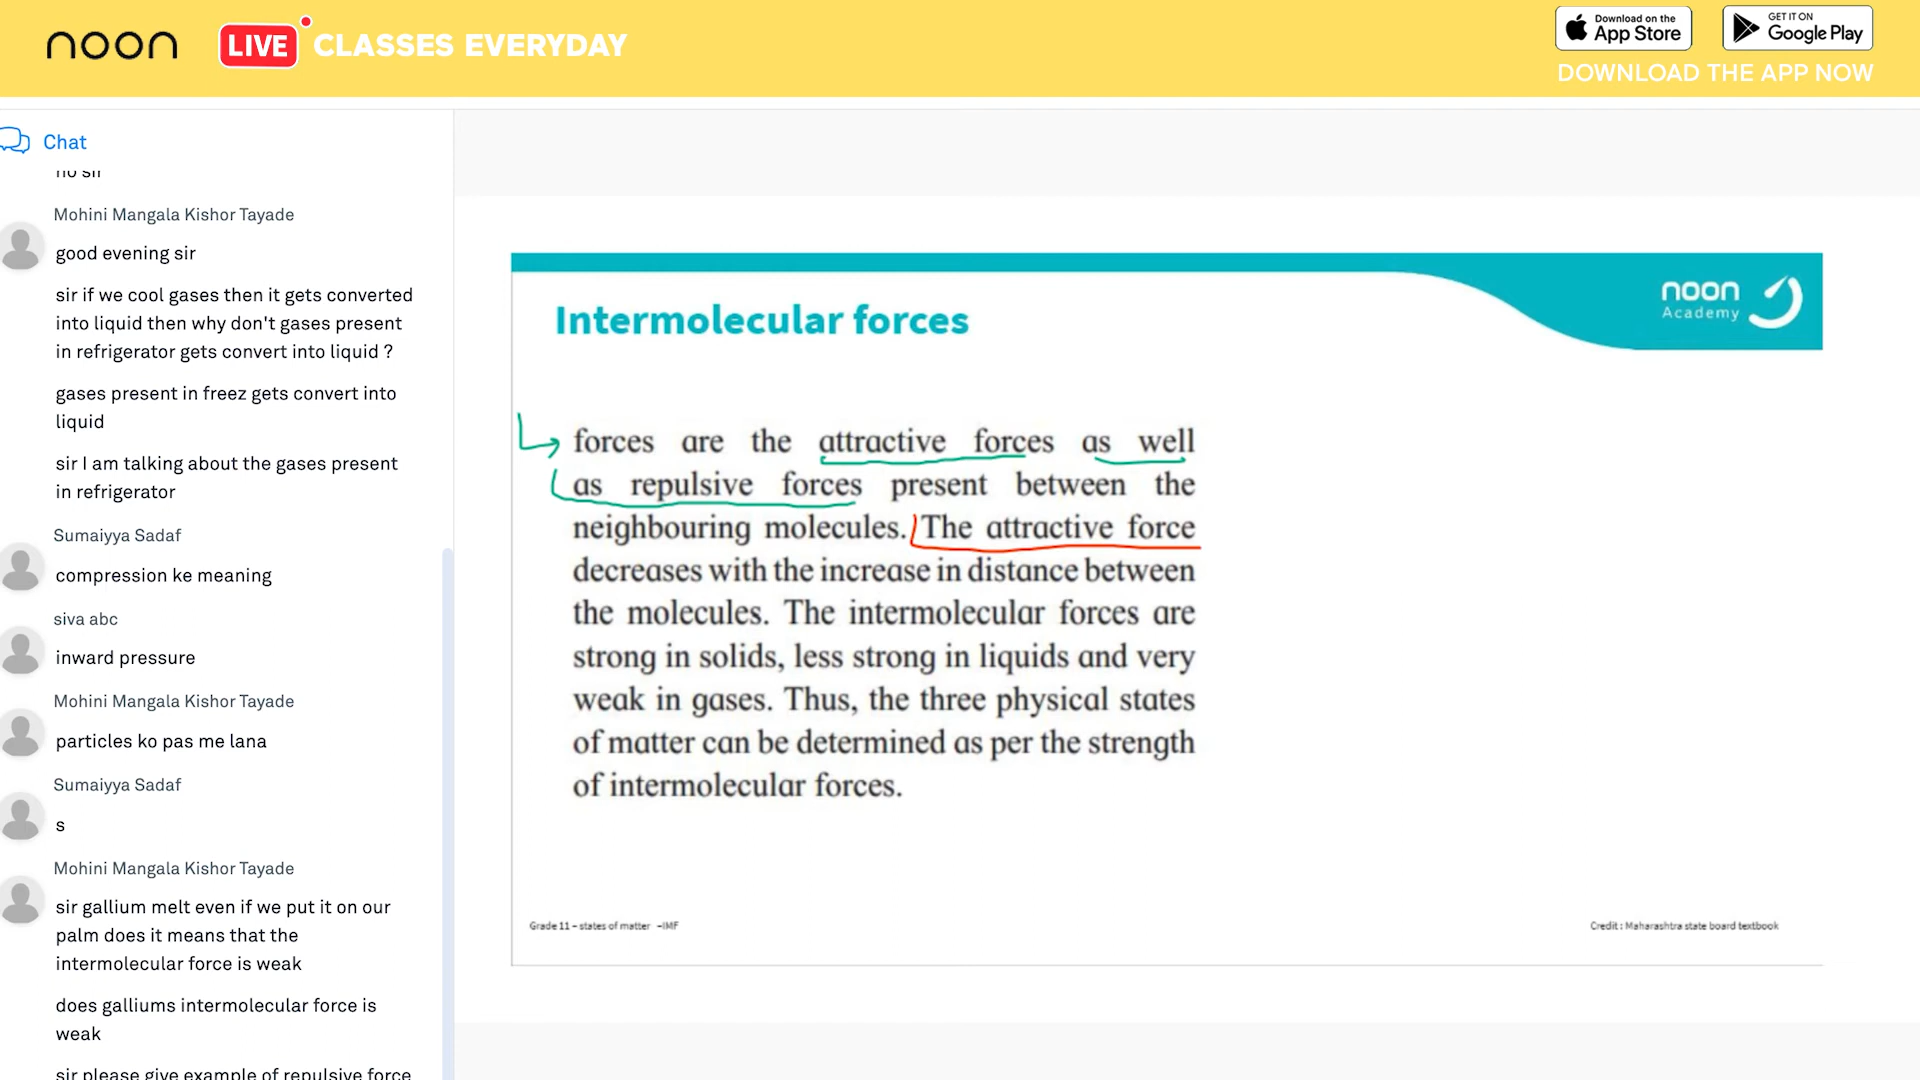 noon LIVE CLASSES EVERYDAY
Download on the
App Store
GET IT ON
Google Play
DOWNLOAD THE APP NOW
Chat
no sir
Mohini Mangala Kishor Tayade
good evening sir
sir if we cool gases then it gets converted
into liquid then why don't gases present
in refrigerator gets convert into liquid ?
gases present in freez gets convert into
liquid
sir I am talking about the gases present
in refrigerator
Sumaiyya Sadaf
compression ke meaning
siva abc
inward pressure
Mohini Mangala Kishor Tayade
particles ko pas me lana
Sumaiyya Sadaf
s
Mohini Mangala Kishor Tayade
sir gallium melt even if we put it on our
palm does it means that the
intermolecular force is weak
does galliums intermolecular force is
weak
sir please give example of repulsive force
noon
Academy
Intermolecular forces
forces are the attractive forces as well
as repulsive forces present between the
neighbouring molecules. The attractive force
decreases with the increase in distance between
the molecules. The intermolecular forces are
strong in solids, less strong in liquids and very
weak in gases. Thus, the three physical states
of matter can be determined as per the strength
of intermolecular forces.
Grade 11 – states of matter –IMF
Credit : Maharashtra state board textbook